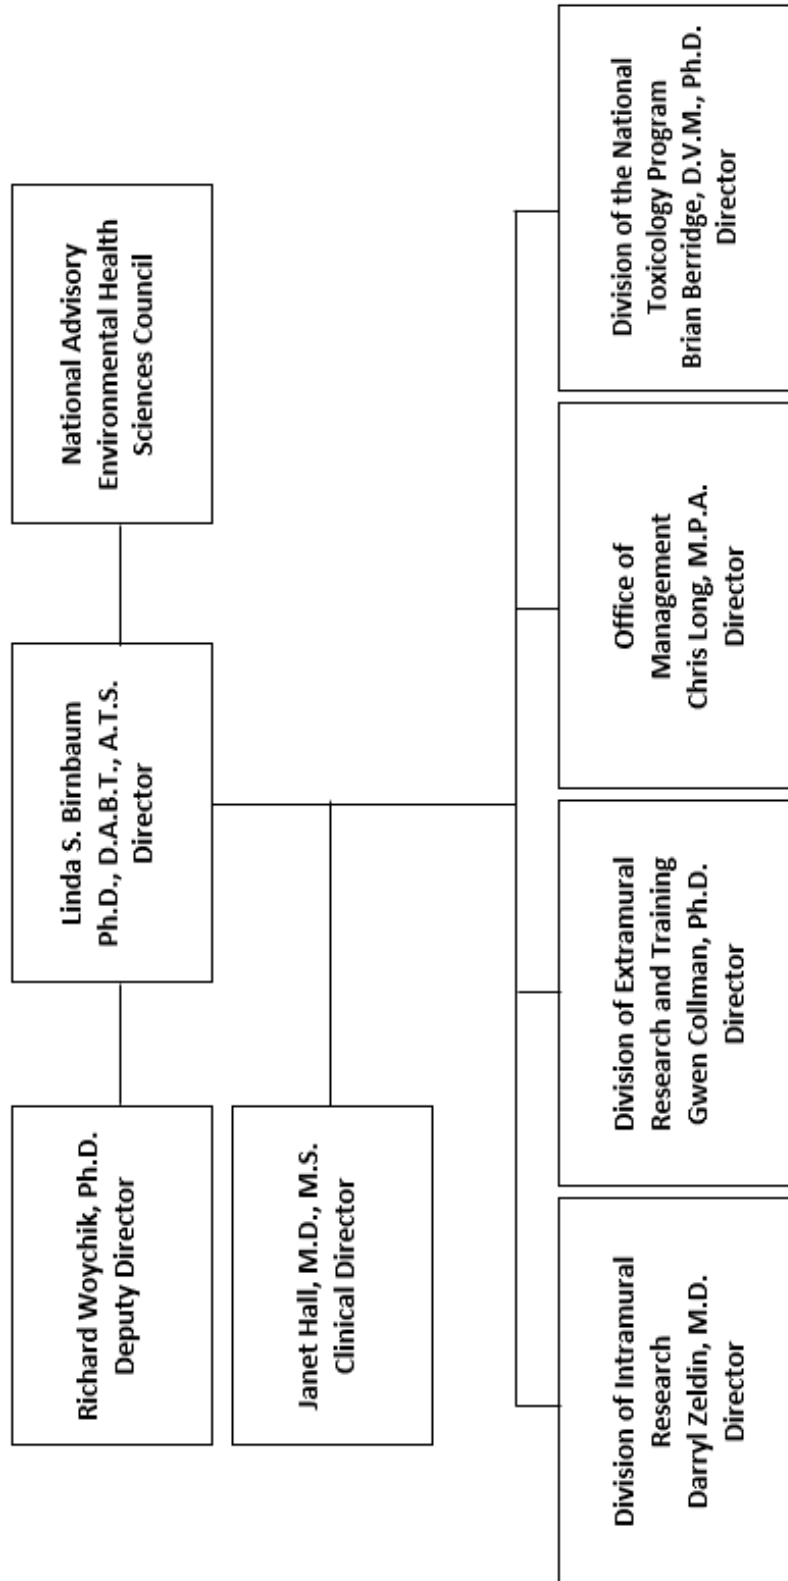 Richard Woychik, Ph.D.
Deputy Director
Linda S. Birnbaum
Ph.D., D.A.B.T., A.T.S.
Director
National Advisory
Environmental Health
Sciences Council
Janet Hall, M.D., M.S.
Clinical Director
Division of Intramural
Research
Darryl Zeldin, M.D.
Director
Division of Extramural
Research and Training
Gwen Collman, Ph.D.
Director
Office of
Management
Chris Long, M.P.A.
Director
Division of the National
Toxicology Program
Brian Berridge, D.V.M., Ph.D.
Director